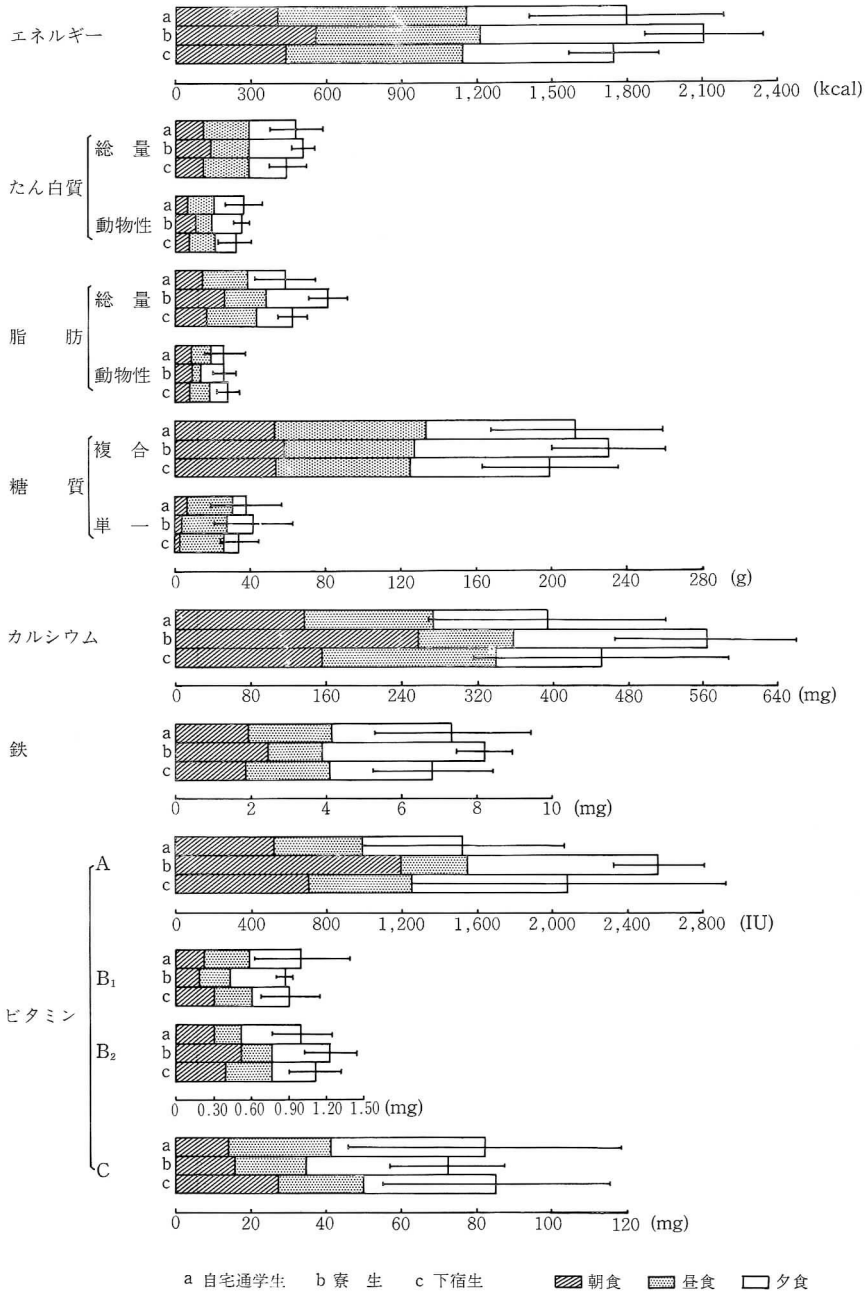 エネルギー
a
b
c
0 300 600 900 1,200 1,500 1,800 2,100 2,400 (kcal)
たん白質
総量
a
b
c
動物性
a
b
c
脂肪
総量
a
b
c
動物性
a
b
c
糖質
複合
a
b
c
単一
a
b
c
0 40 80 120 160 200 240 280 (g)
カルシウム
a
b
c
0 80 160 240 320 400 480 560 640 mg
鉄
a
b
c
0 2 4 6 8 10 (mg)
ビタミン
A
a
b
c
0 400 800 1,200 1,600 2,000 2,400 2,800 (IU)
B₁
a
b
c
B₂
a
b
c
0 0.30 0.60 0.90 1.20 1.50 (mg)
C
a
b
c
0 20 40 60 80 100 120 (mg)
a 自宅通学生 b 寮生 c 下宿生 朝食 昼食 夕食